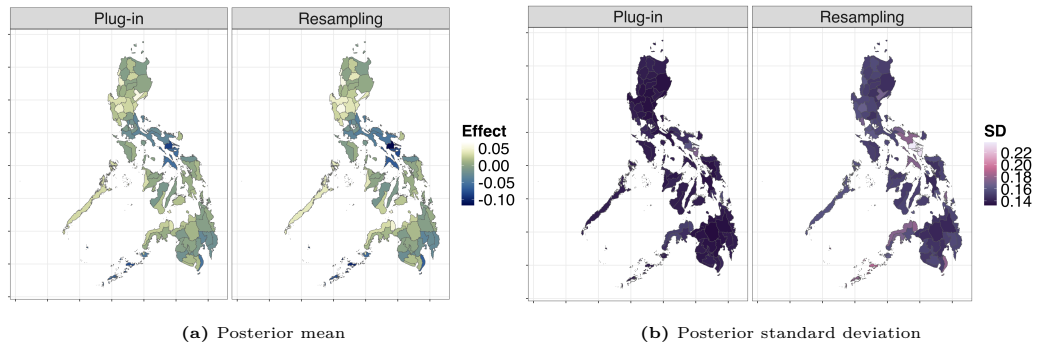 Plug-in
Resampling
Effect
0.05
0.00
-0.05
-0.10
(a) Posterior mean
Plug-in
Resampling
SD
0.22
0.20
0.18
0.16
0.14
(b) Posterior standard deviation